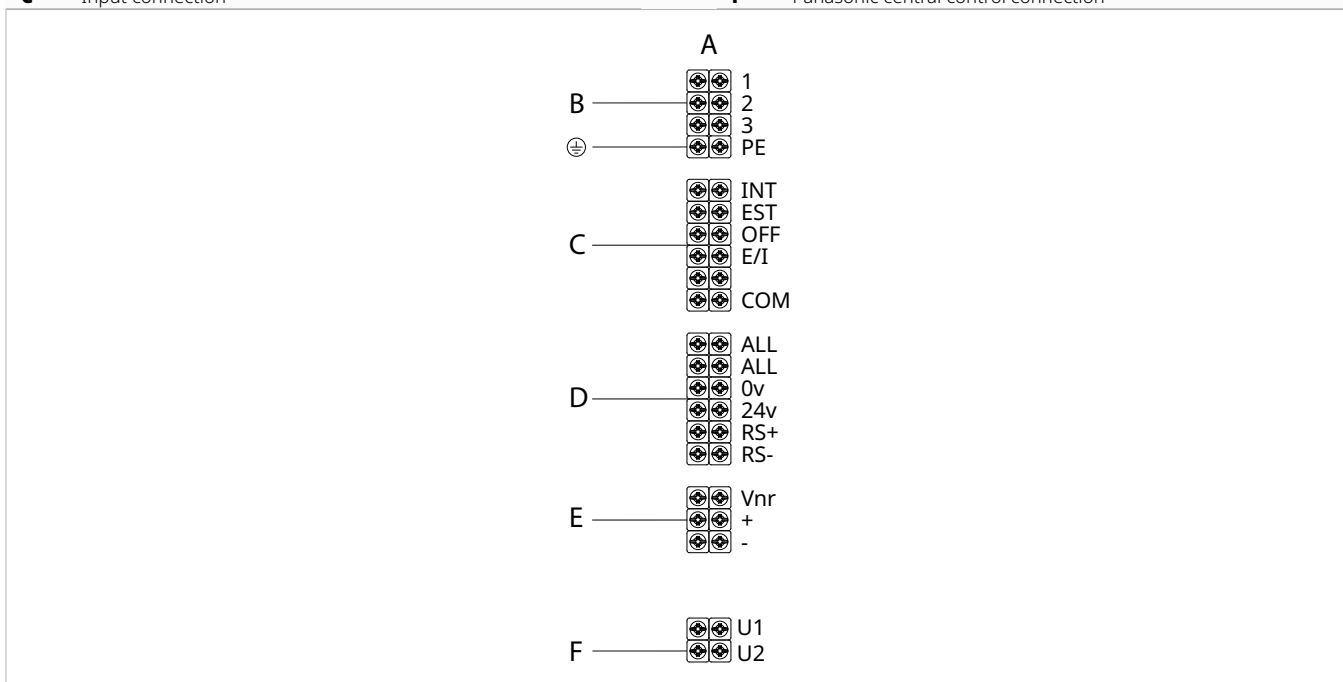 C Input connection F Panasonic central control connection
A
1
B 2
3
PE
INT
EST
C OFF
E/I
COM
ALL
ALL
D 0v
24v
RS+
RS-
Vnr
E +
-
U1
F U2